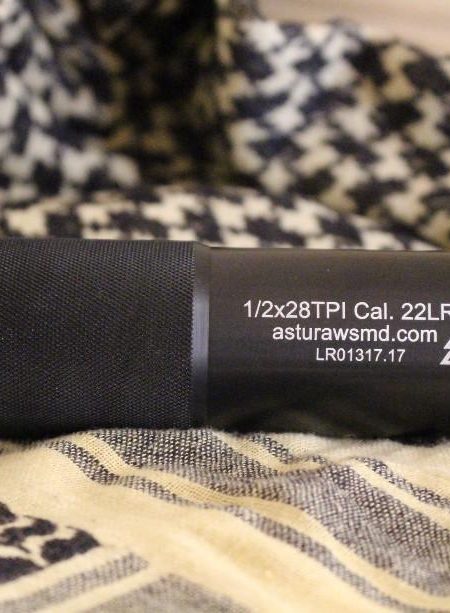 1/2x28TPI Cal. 22LR
asturawsmd.com
LR01317.17